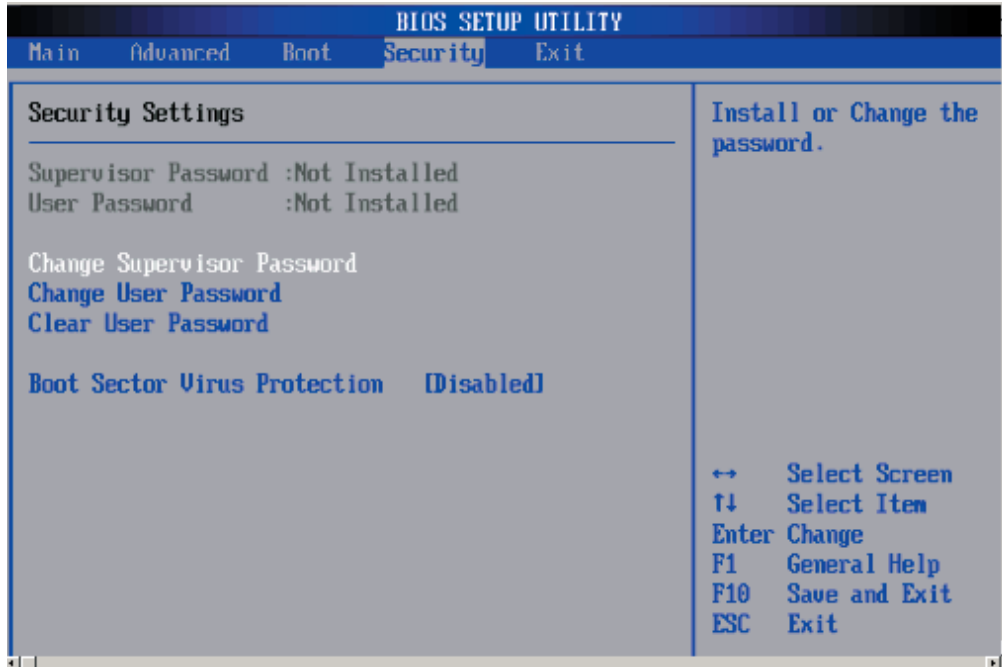 BIOS SETUP UTILITY
Main Advanced Boot Security Exit
Security Settings
Supervisor Password :Not Installed
User Password :Not Installed
Change Supervisor Password
Change User Password
Clear User Password
Boot Sector Virus Protection [Disabled]
Install or Change the
password.
↔ Select Screen
↑↓ Select Item
Enter Change
F1 General Help
F10 Save and Exit
ESC Exit